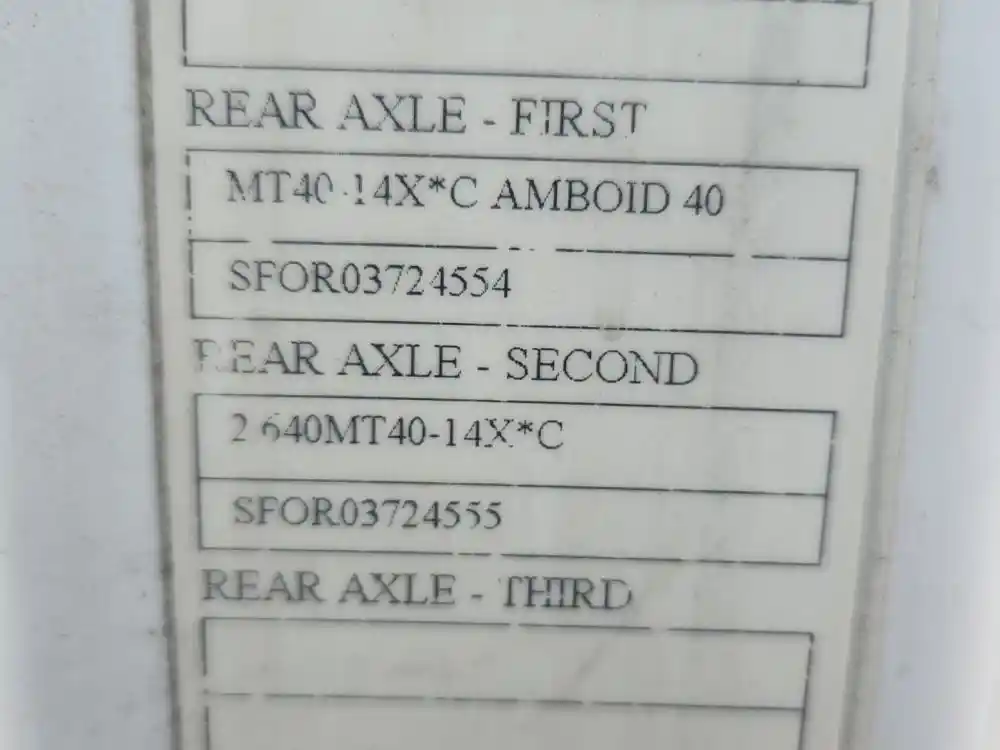 REAR AXLE - FIRST
MT40-14X*C AMBOID 40
SFOR03724554
REAR AXLE - SECOND
2.640MT40-14X*C
SFOR03724555
REAR AXLE - THIRD